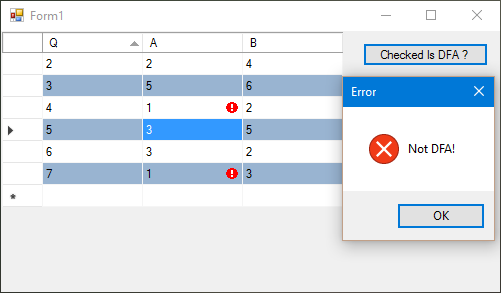 Form1
Q A B
Checked Is DFA ?
2 2 4
3 5 6
4 1 2
5 3 5
6 3 2
7 1 3
Error
Not DFA!
OK